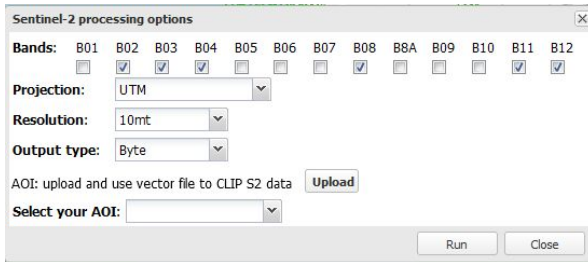 Sentinel-2 processing options
Bands: B01 B02 B03 B04 B05 B06 B07 B08 B8A B09 B10 B11 B12
Projection: UTM
Resolution: 10mt
Output type: Byte
AOI: upload and use vector file to CLIP S2 data Upload
Select your AOI:
Run Close